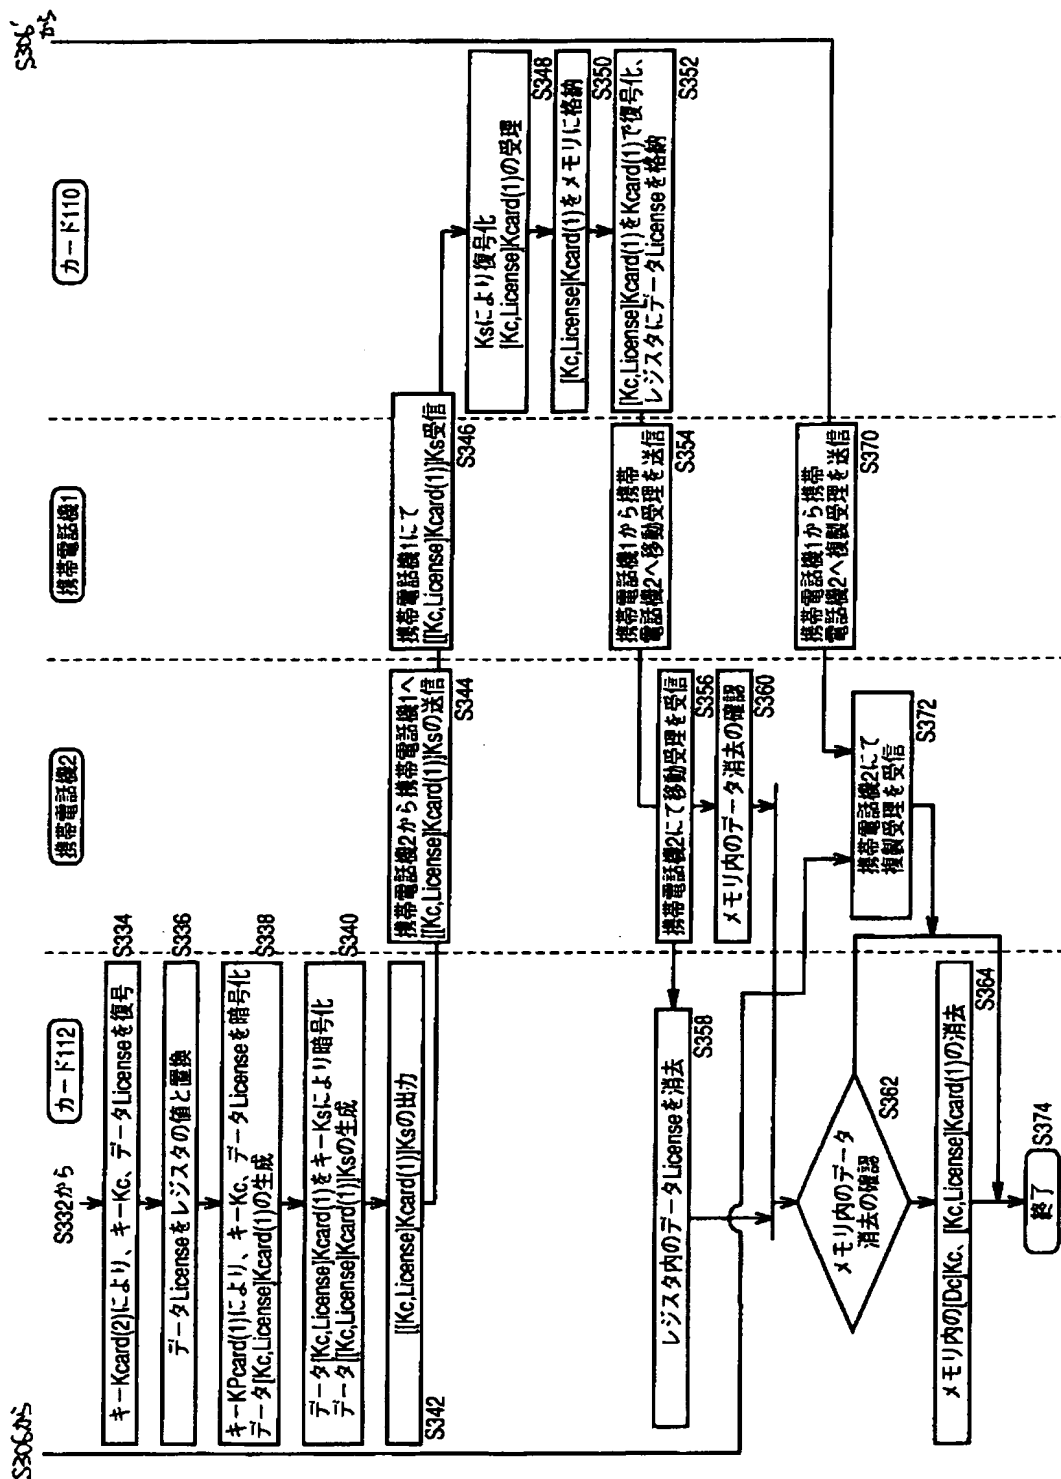 S306から
カード112
S332から
キーKcard(2)により、キーKc、データLicenseを復号
S334
データLicenseをレジスタの値と置換
S336
キーKPcard(1)により、キーKc、データLicenseを暗号化
データ[Kc,License]Kcard(1)の生成
S338
データ[Kc,License]Kcard(1)をキーKsにより暗号化
データ[[Kc,License]Kcard(1)]Ksの生成
S340
[[Kc,License]Kcard(1)]Ksの出力
S342
レジスタ内のデータLicenseを消去
S358
メモリ内のデータ
消去の確認
S362
メモリ内の[Dc]Kc、[Kc,License]Kcard(1)の消去
S364
終了
S374
携帯電話機2
携帯電話機2から携帯電話機1へ
[[Kc,License]Kcard(1)]Ksの送信
S344
携帯電話機2にて移動受理を受信
S356
メモリ内のデータ消去の確認
S360
携帯電話機2にて
複製受理を受信
S372
携帯電話機1
携帯電話機1にて
[[Kc,License]Kcard(1)]Ks受信
S346
携帯電話機1から携帯
電話機2へ移動受理を送信
S354
携帯電話機1から携帯
電話機2へ複製受理を送信
S370
カード110
Ksにより復号化
[Kc,License]Kcard(1)の受理
S348
[Kc,License]Kcard(1)をメモリに格納
S350
[Kc,License]Kcard(1)をKcard(1)で復号化、
レジスタにデータLicenseを格納
S352
S306'
から